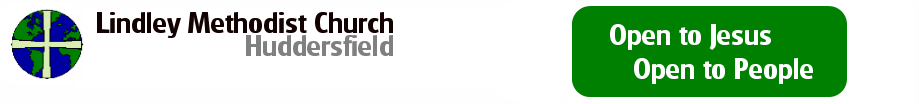 Lindley Methodist Church
Huddersfield
Open to Jesus
Open to People